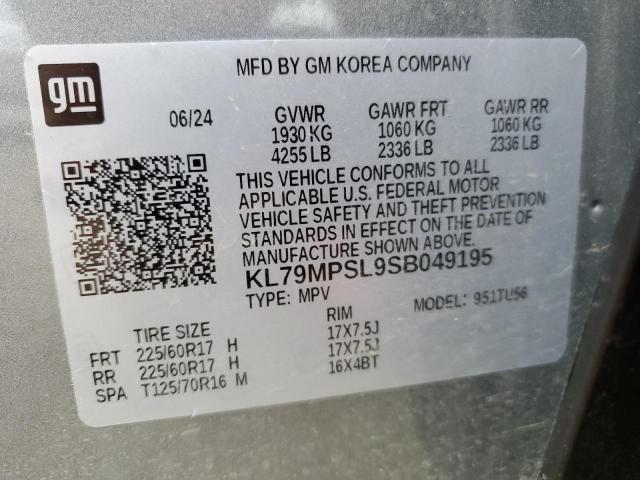 gm
MFD BY GM KOREA COMPANY
06/24 GVWR GAWR FRT GAWR RR
1930 KG 1060 KG 1060 KG
4255 LB 2336 LB 2336 LB
THIS VEHICLE CONFORMS TO ALL
APPLICABLE U.S. FEDERAL MOTOR
VEHICLE SAFETY AND THEFT PREVENTION
STANDARDS IN EFFECT ON THE DATE OF
MANUFACTURE SHOWN ABOVE.
KL79MPSL9SB049195
TYPE: MPV MODEL: 951TU56
TIRE SIZE RIM
FRT 225/60R17 H 17X7.5J
RR 225/60R17 H 17X7.5J
SPA T125/70R16 M 16X4BT